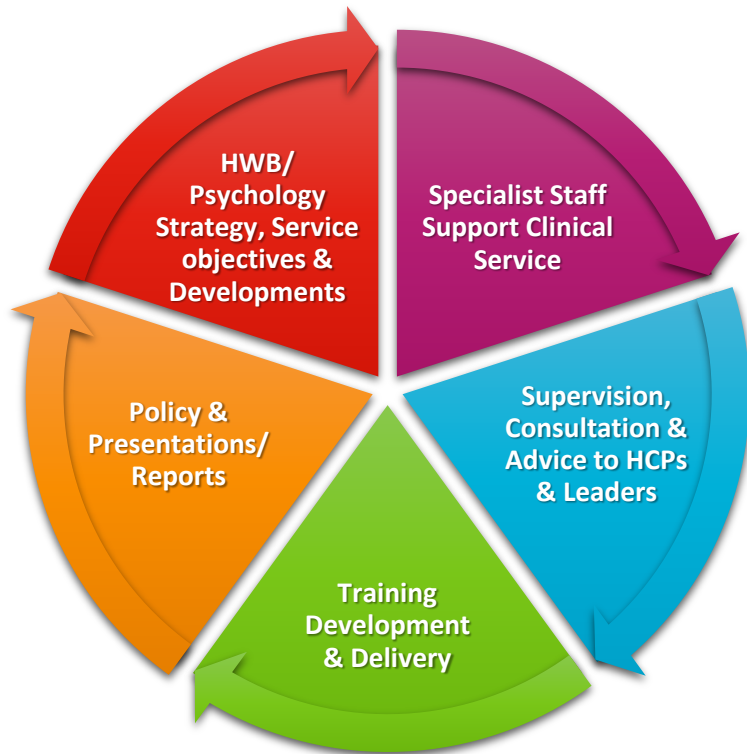 HWB/
Psychology
Strategy, Service
objectives &
Developments
Specialist Staff
Support Clinical
Service
Supervision,
Consultation &
Advice to HCPs
& Leaders
Training
Development
& Delivery
Policy &
Presentations/
Reports